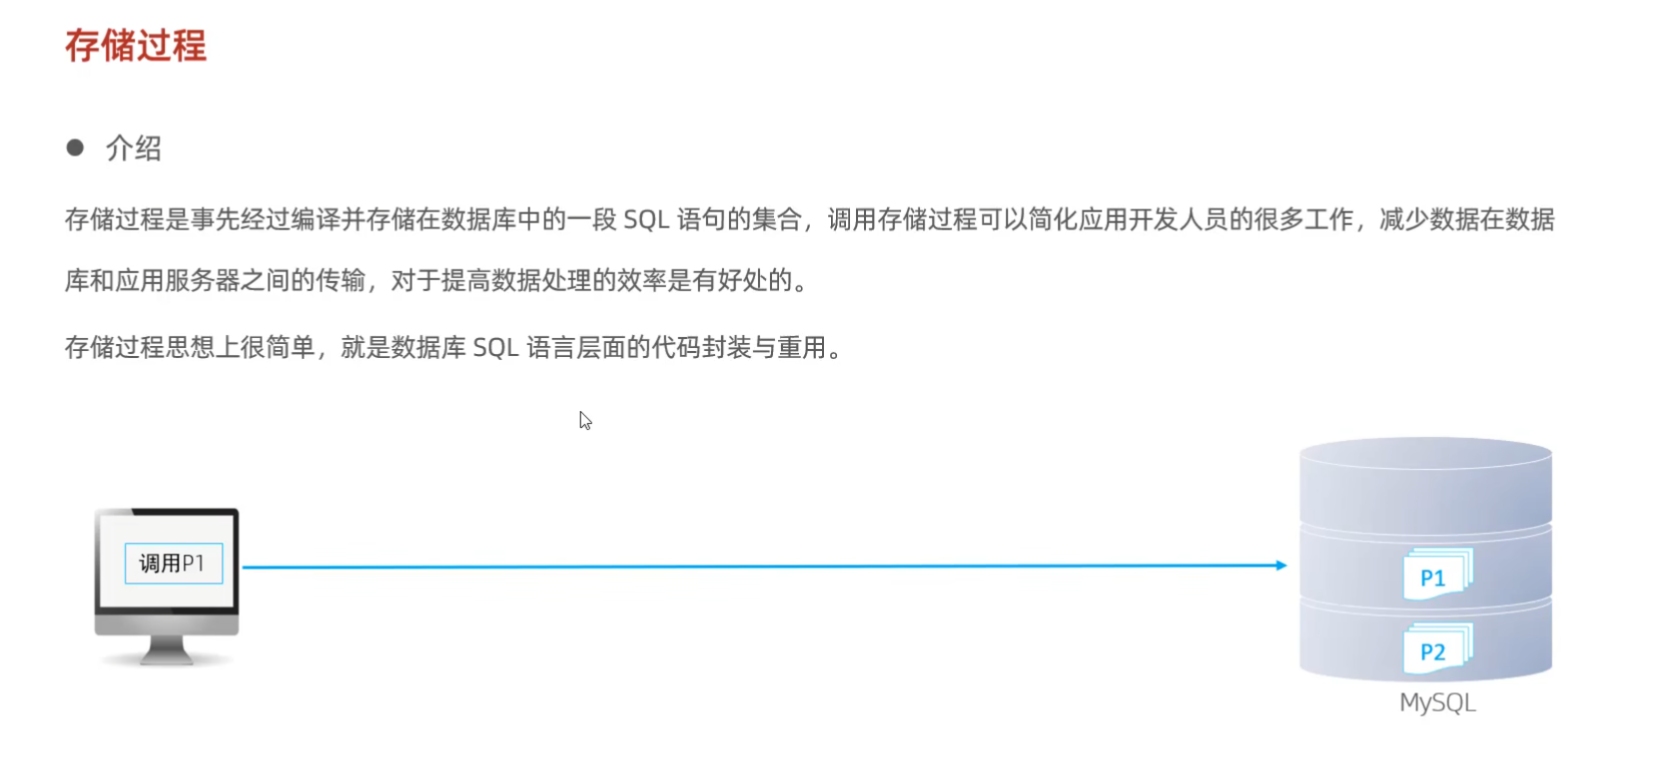 存储过程
介绍
存储过程是事先经过编译并存储在数据库中的一段 SQL 语句的集合，调用存储过程可以简化应用开发人员的很多工作，减少数据在数据
库和应用服务器之间的传输，对于提高数据处理的效率是有好处的。
存储过程思想上很简单，就是数据库 SQL 语言层面的代码封装与重用。
调用P1
P1
P2
MySQL